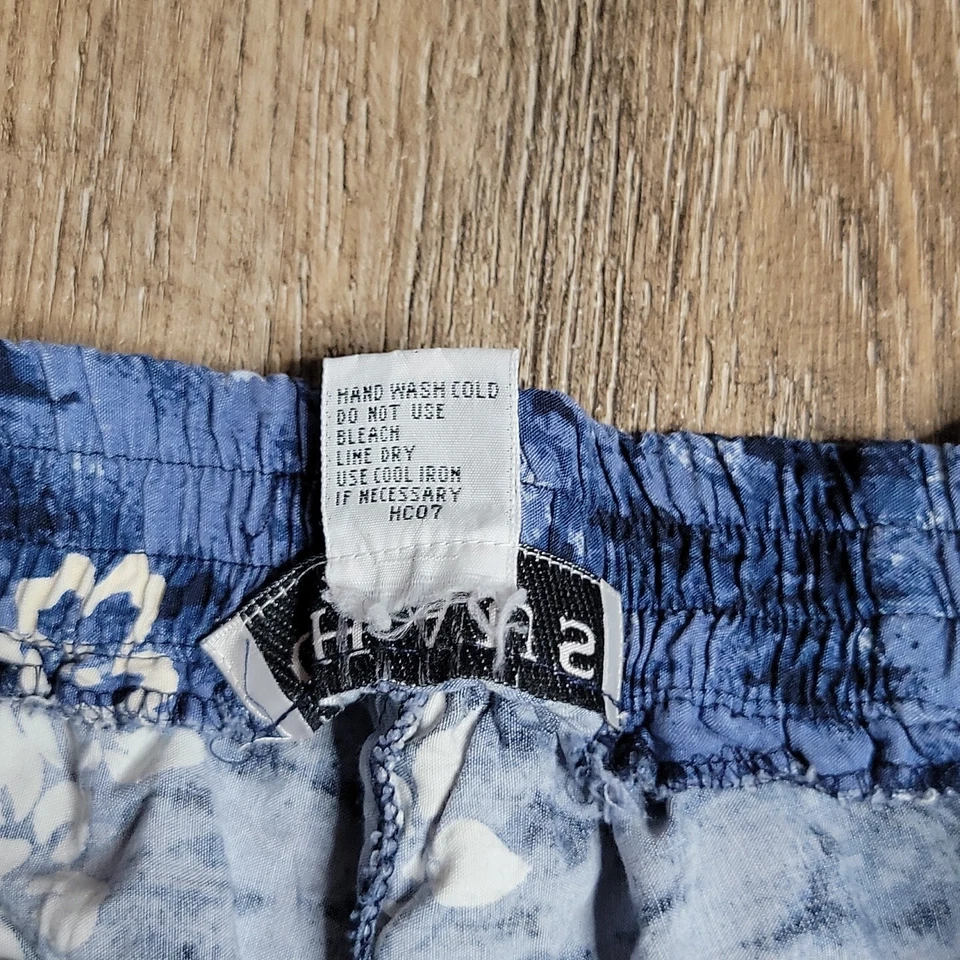 HAND WASH COLD
DO NOT USE
BLEACH
LINE DRY
USE COOL IRON
IF NECESSARY
HC07